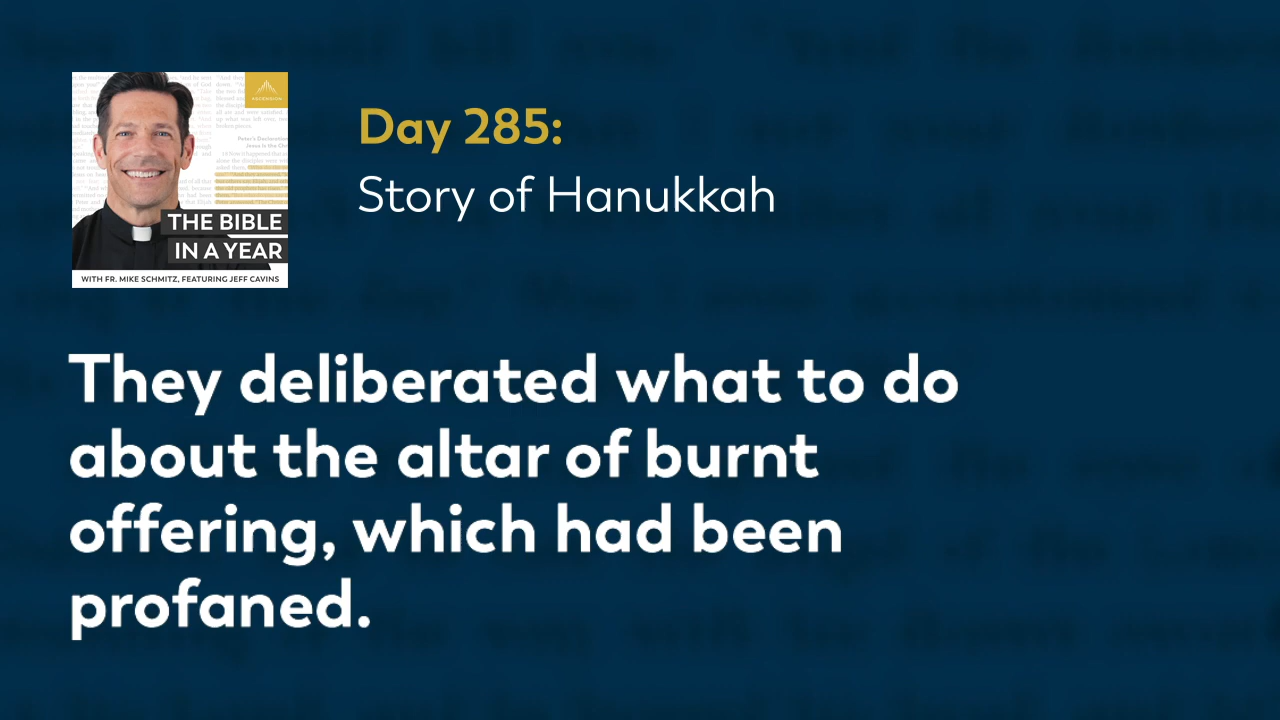 ASCENSION
THE BIBLE
IN A YEAR
WITH FR. MIKE SCHMITZ, FEATURING JEFF CAVINS
Day 285:
Story of Hanukkah
They deliberated what to do
about the altar of burnt
offering, which had been
profaned.